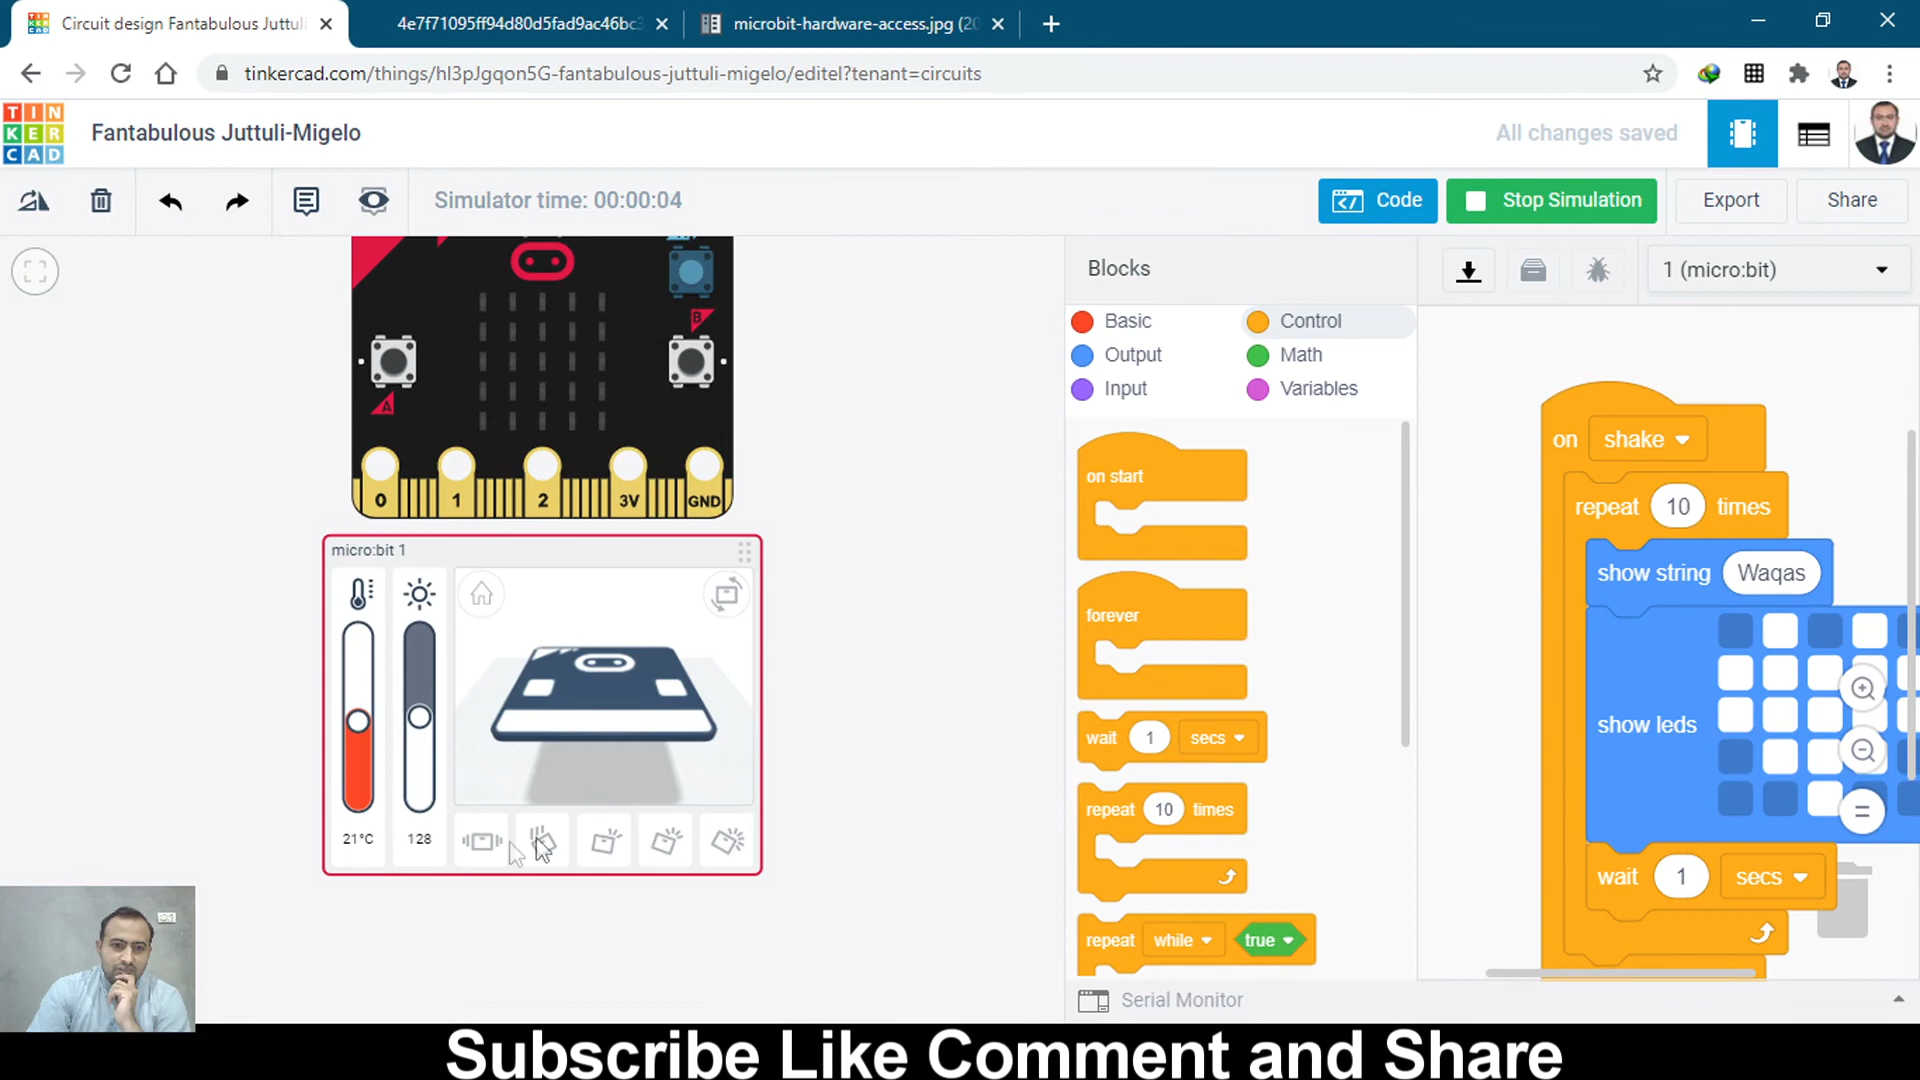 Circuit design Fantabulous Juttuli
4e7f71095ff94d80d5fad9ac46bc3
microbit-hardware-access.jpg (20
tinkercad.com/things/hl3pJgqon5G-fantabulous-juttuli-migelo/editel?tenant=circuits
TIN
KER
CAD
Fantabulous Juttuli-Migelo
All changes saved
Simulator time: 00:00:04
Code
Stop Simulation
Export
Share
Blocks
1 (micro:bit)
Basic
Control
Output
Math
Input
Variables
on start
forever
wait 1 secs
repeat 10 times
repeat while true
on shake
repeat 10 times
show string Waqas
show leds
wait 1 secs
B
A
0 1 2 3V GND
micro:bit 1
21°C
128
Serial Monitor
Subscribe Like Comment and Share